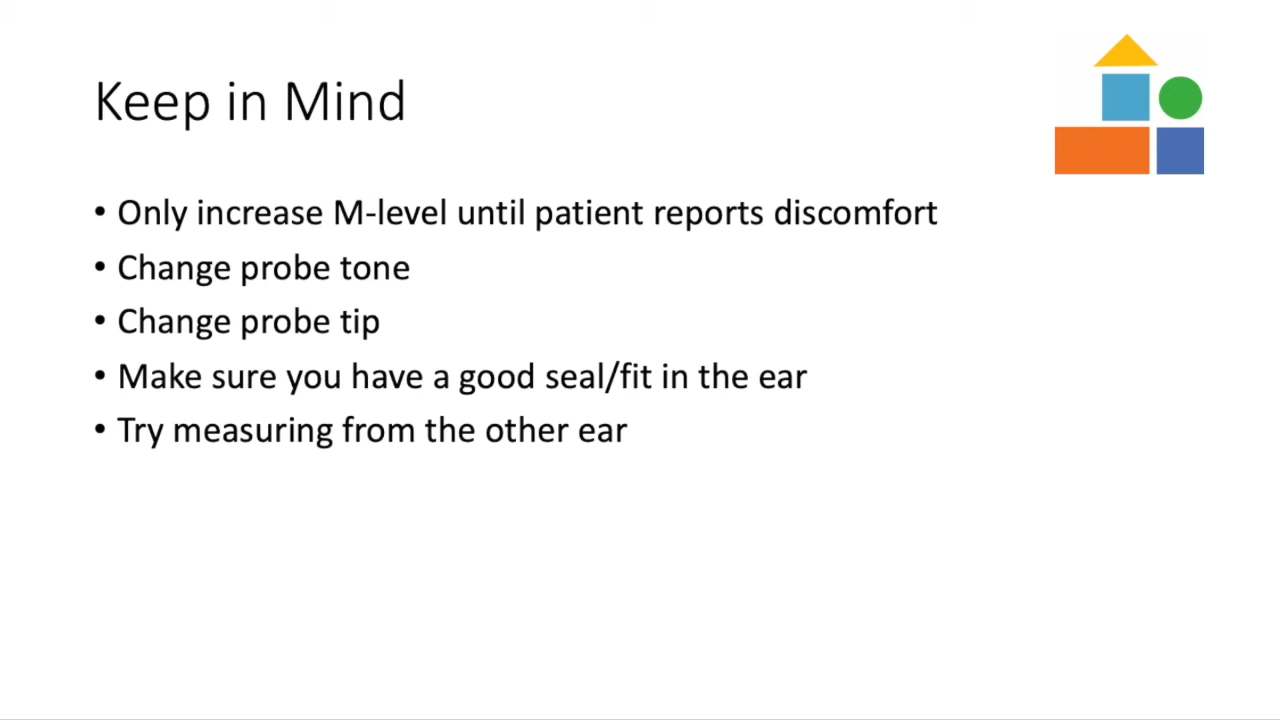 Keep in Mind
• Only increase M-level until patient reports discomfort
• Change probe tone
• Change probe tip
• Make sure you have a good seal/fit in the ear
• Try measuring from the other ear